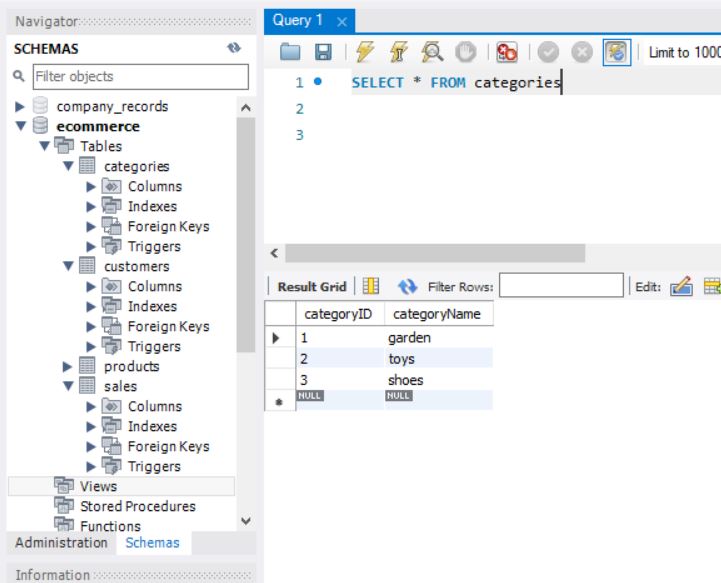 Navigator
SCHEMAS
Filter objects
company_records
ecommerce
Tables
categories
Columns
Indexes
Foreign Keys
Triggers
customers
Columns
Indexes
Foreign Keys
Triggers
products
sales
Columns
Indexes
Foreign Keys
Triggers
Views
Stored Procedures
Functions
Administration Schemas
Information
Query 1
Limit to 1000
1 SELECT * FROM categories
2
3
Result Grid Filter Rows: Edit:
categoryID categoryName
1 garden
2 toys
3 shoes
NULL NULL